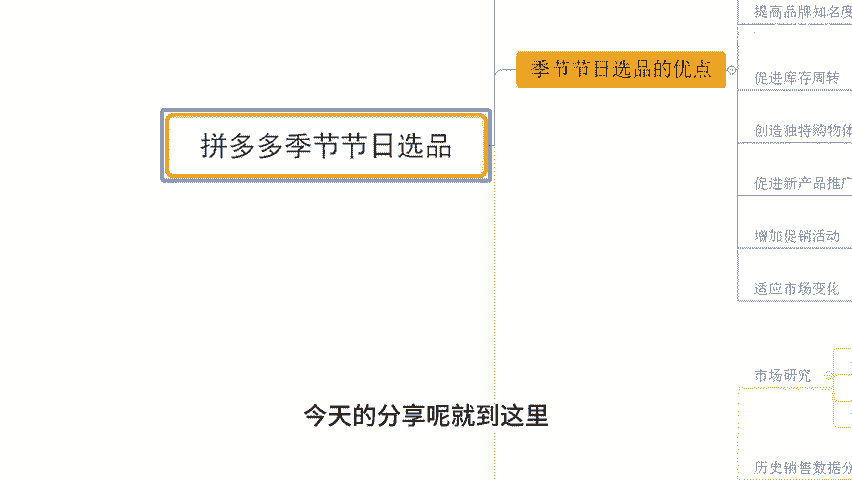 提高品牌知名度
季节节日选品的优点
促进库存周转
创造独特购物体
拼多多季节节日选品
促进新产品推广
增加促销活动
适应市场变化
市场研究
今天的分享呢就到这里
历史销售数据分